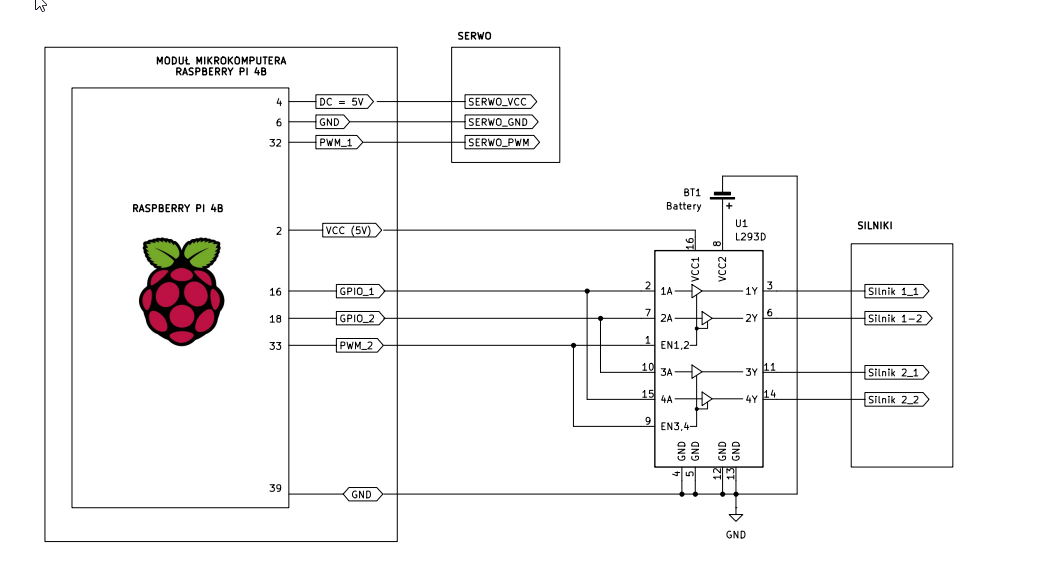 SERWO
MODUŁ MIKROKOMPUTERA
RASPBERRY PI 4B
4
DC = 5V
SERWO_VCC
6
GND
SERWO_GND
32
PWM_1
SERWO_PWM
RASPBERRY PI 4B
BT1
Battery
+
U1
L293D
SILNIKI
2
VCC (5V)
16
8
VCC1
VCC2
16
GPIO_1
2
1A
1Y
3
Silnik 1_1
18
GPIO_2
7
2A
2Y
6
Silnik 1-2
33
PWM_2
1
EN1,2
10
3A
3Y
11
Silnik 2_1
15
4A
4Y
14
Silnik 2_2
9
EN3,4
GND
GND
GND
GND
4
5
12
13
39
GND
GND